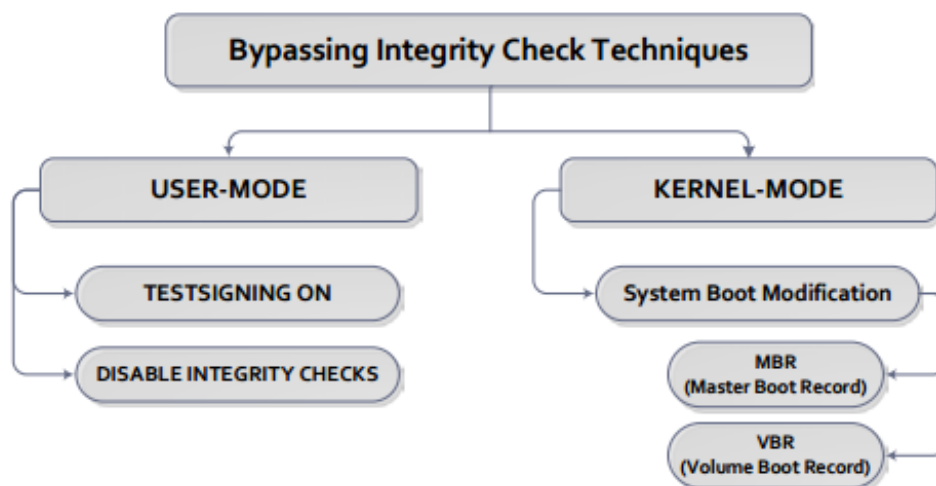 Bypassing Integrity Check Techniques
USER-MODE
KERNEL-MODE
TESTSIGNING ON
System Boot Modification
DISABLE INTEGRITY CHECKS
MBR
(Master Boot Record)
VBR
(Volume Boot Record)